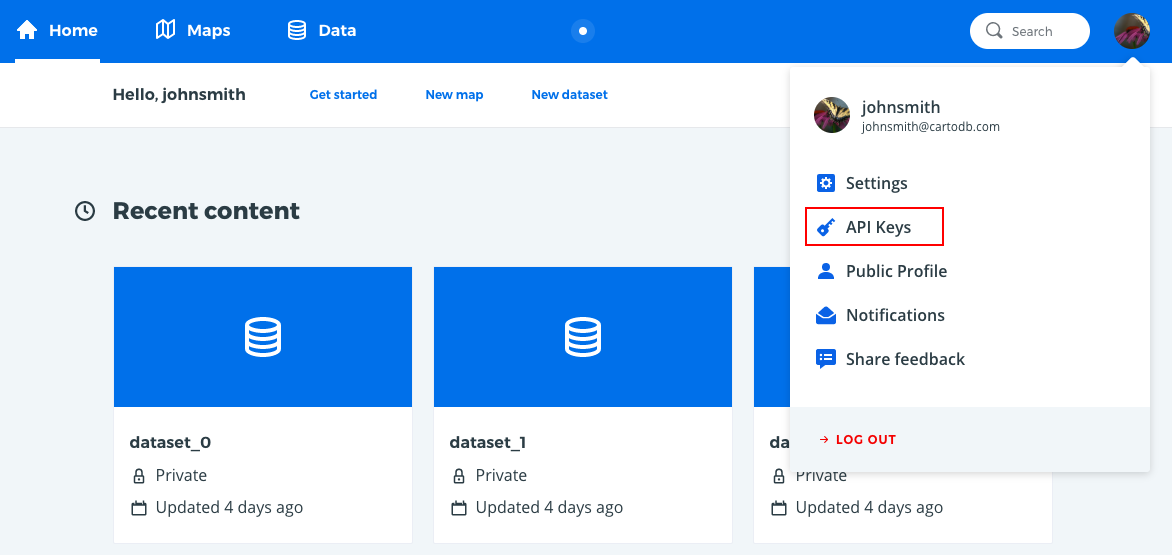 Home Maps Data Search
Hello, johnsmith Get started New map New dataset
johnsmith
johnsmith@cartodb.com
Settings
API Keys
Public Profile
Notifications
Share feedback
LOG OUT
Recent content
dataset_0
Private
Updated 4 days ago
dataset_1
Private
Updated 4 days ago
da
Private
Updated 4 days ago